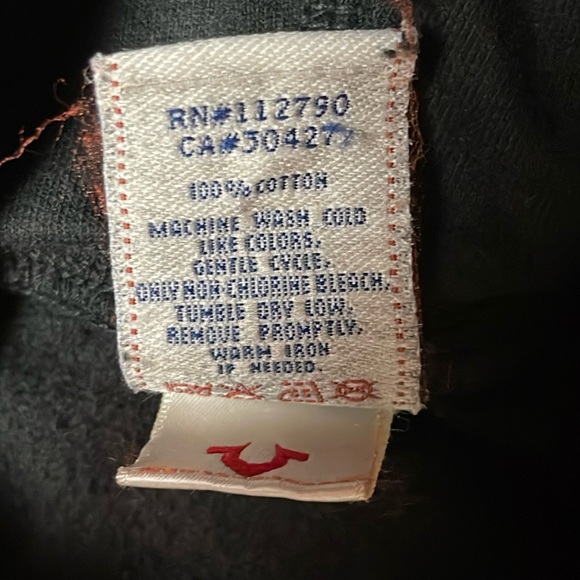 RN#112790
CA#30427
100% COTTON
MACHINE WASH COLD
LIKE COLORS.
GENTLE CYCLE.
ONLY NON-CHLORINE BLEACH.
TUMBLE DRY LOW.
REMOVE PROMPTLY.
WARM IRON
IF NEEDED.